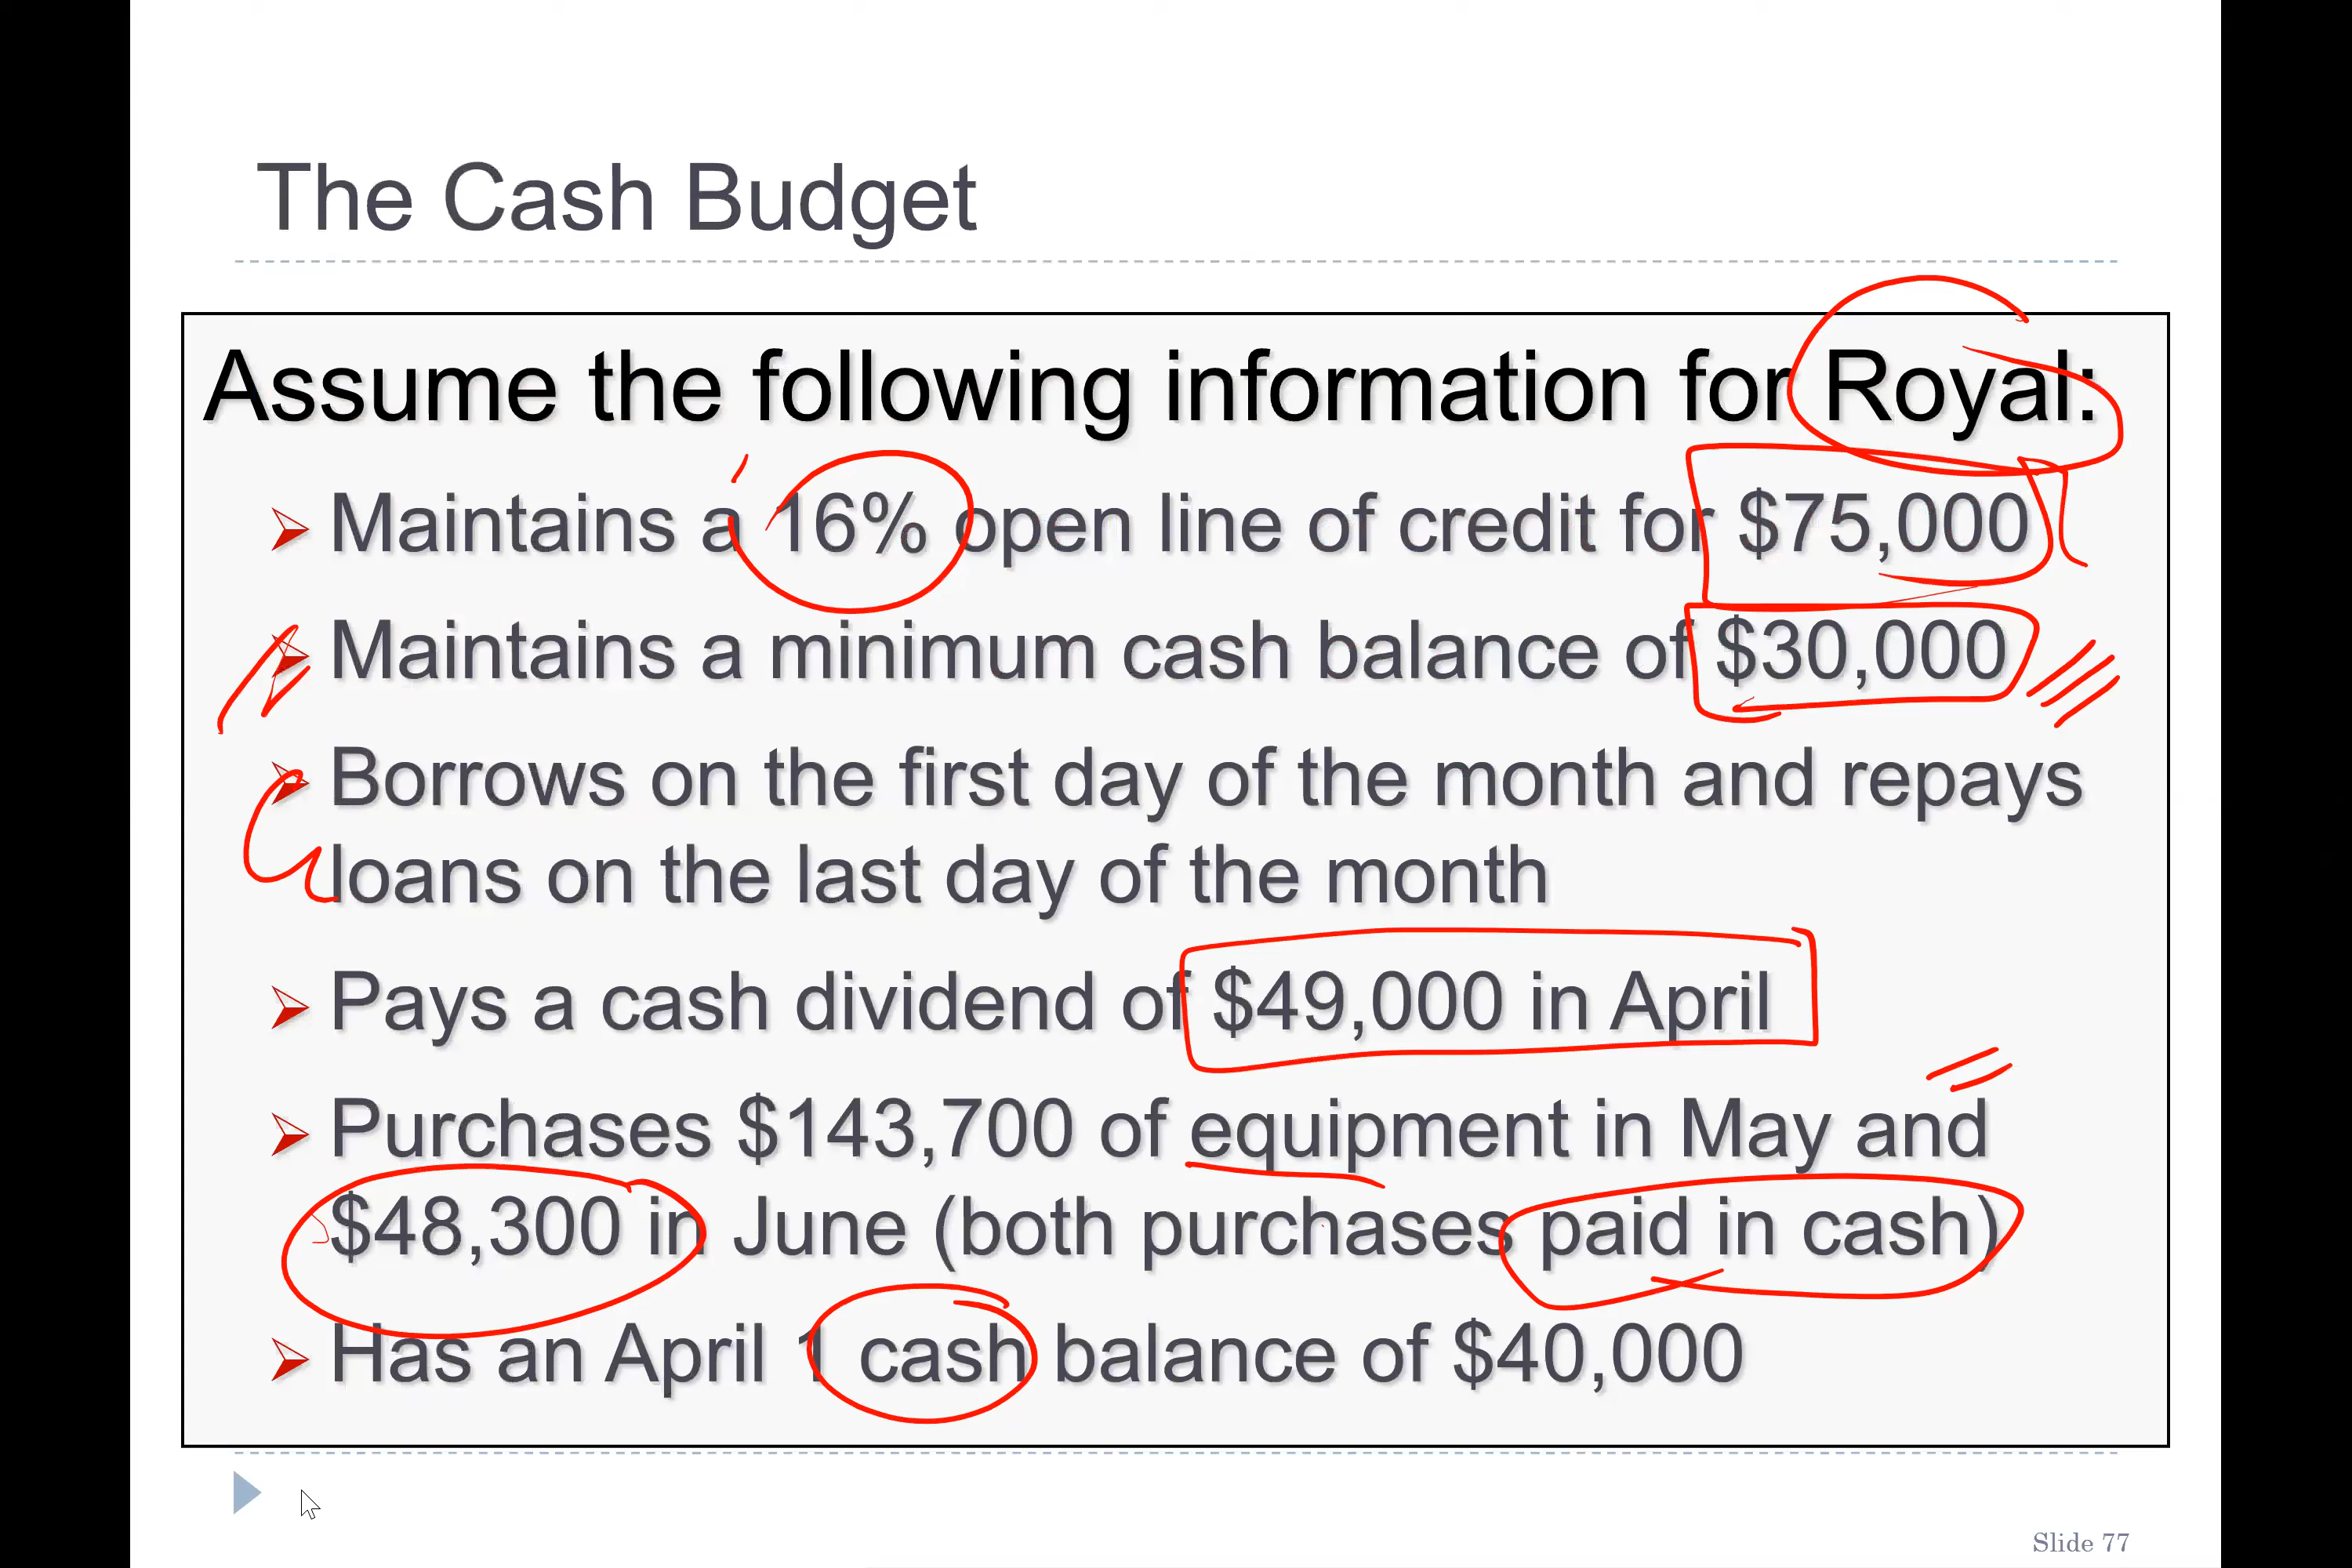 The Cash Budget
Assume the following information for Royal:
Maintains a 16% open line of credit for $75,000
Maintains a minimum cash balance of $30,000
Borrows on the first day of the month and repays
loans on the last day of the month
Pays a cash dividend of $49,000 in April
Purchases $143,700 of equipment in May and
$48,300 in June (both purchases paid in cash)
Has an April 1 cash balance of $40,000
Slide 77